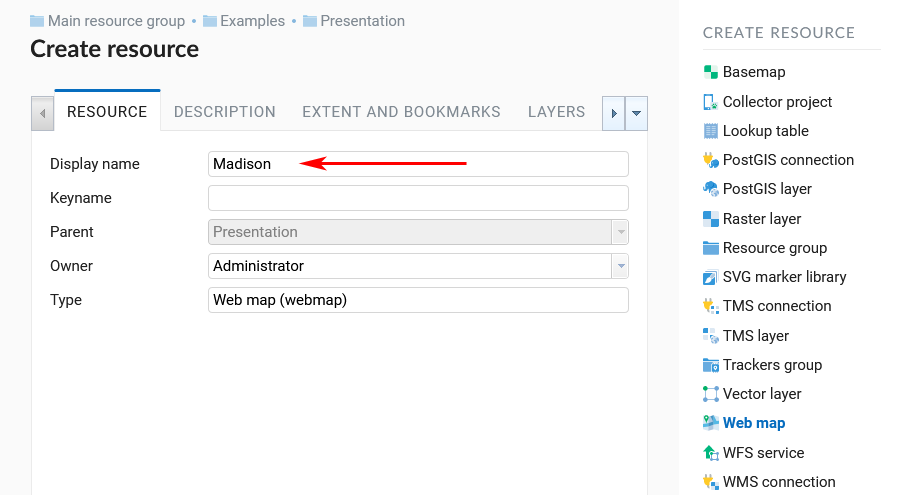 Main resource group • Examples • Presentation
Create resource
RESOURCE DESCRIPTION EXTENT AND BOOKMARKS LAYERS
Display name Madison
Keyname
Parent Presentation
Owner Administrator
Type Web map (webmap)
CREATE RESOURCE
Basemap
Collector project
Lookup table
PostGIS connection
PostGIS layer
Raster layer
Resource group
SVG marker library
TMS connection
TMS layer
Trackers group
Vector layer
Web map
WFS service
WMS connection